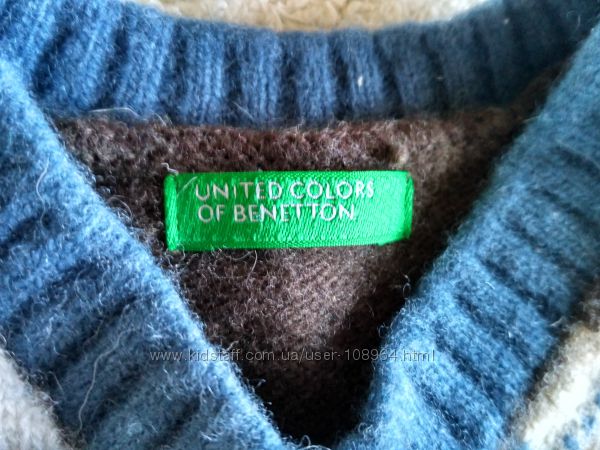 UNITED COLORS
OF BENETTON
www.kidstaff.com.ua/user-108964.html